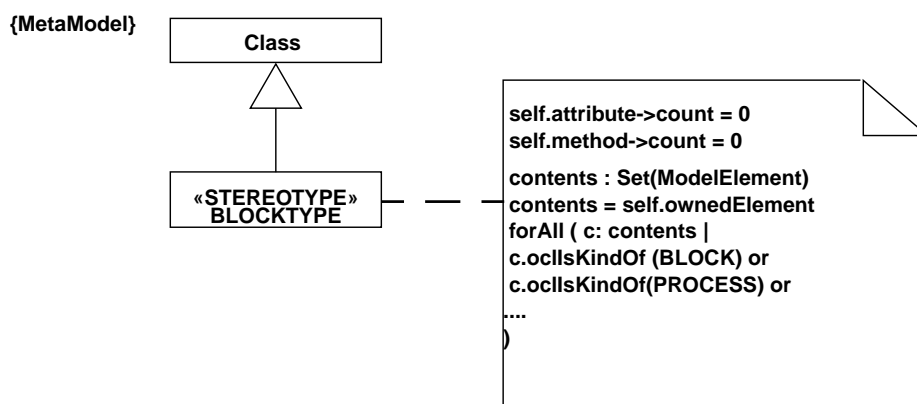 {MetaModel}
Class
«STEREOTYPE»
BLOCKTYPE
self.attribute->count = 0
self.method->count = 0
contents : Set(ModelElement)
contents = self.ownedElement
forAll ( c: contents |
c.oclIsKindOf (BLOCK) or
c.oclIsKindOf(PROCESS) or
....
)